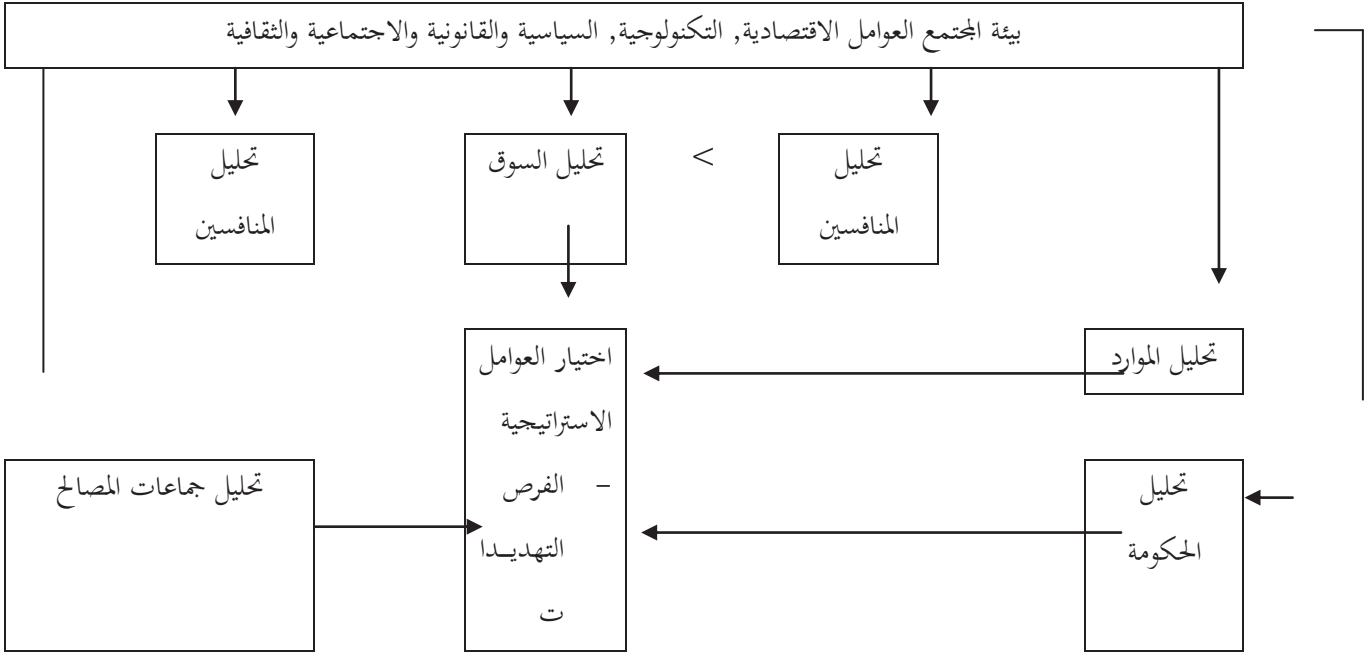 بيئة المجتمع العوامل الاقتصادية, التكنولوجية, السياسية والقانونية والاجتماعية والثقافية
تحليل
المنافسين
>
تحليل السوق
تحليل
المنافسين
تحليل الموارد
اختيار العوامل
الاستراتيجية
- الفرص
التهديــدا
ت
تحليل
الحكومة
تحليل جماعات المصالح